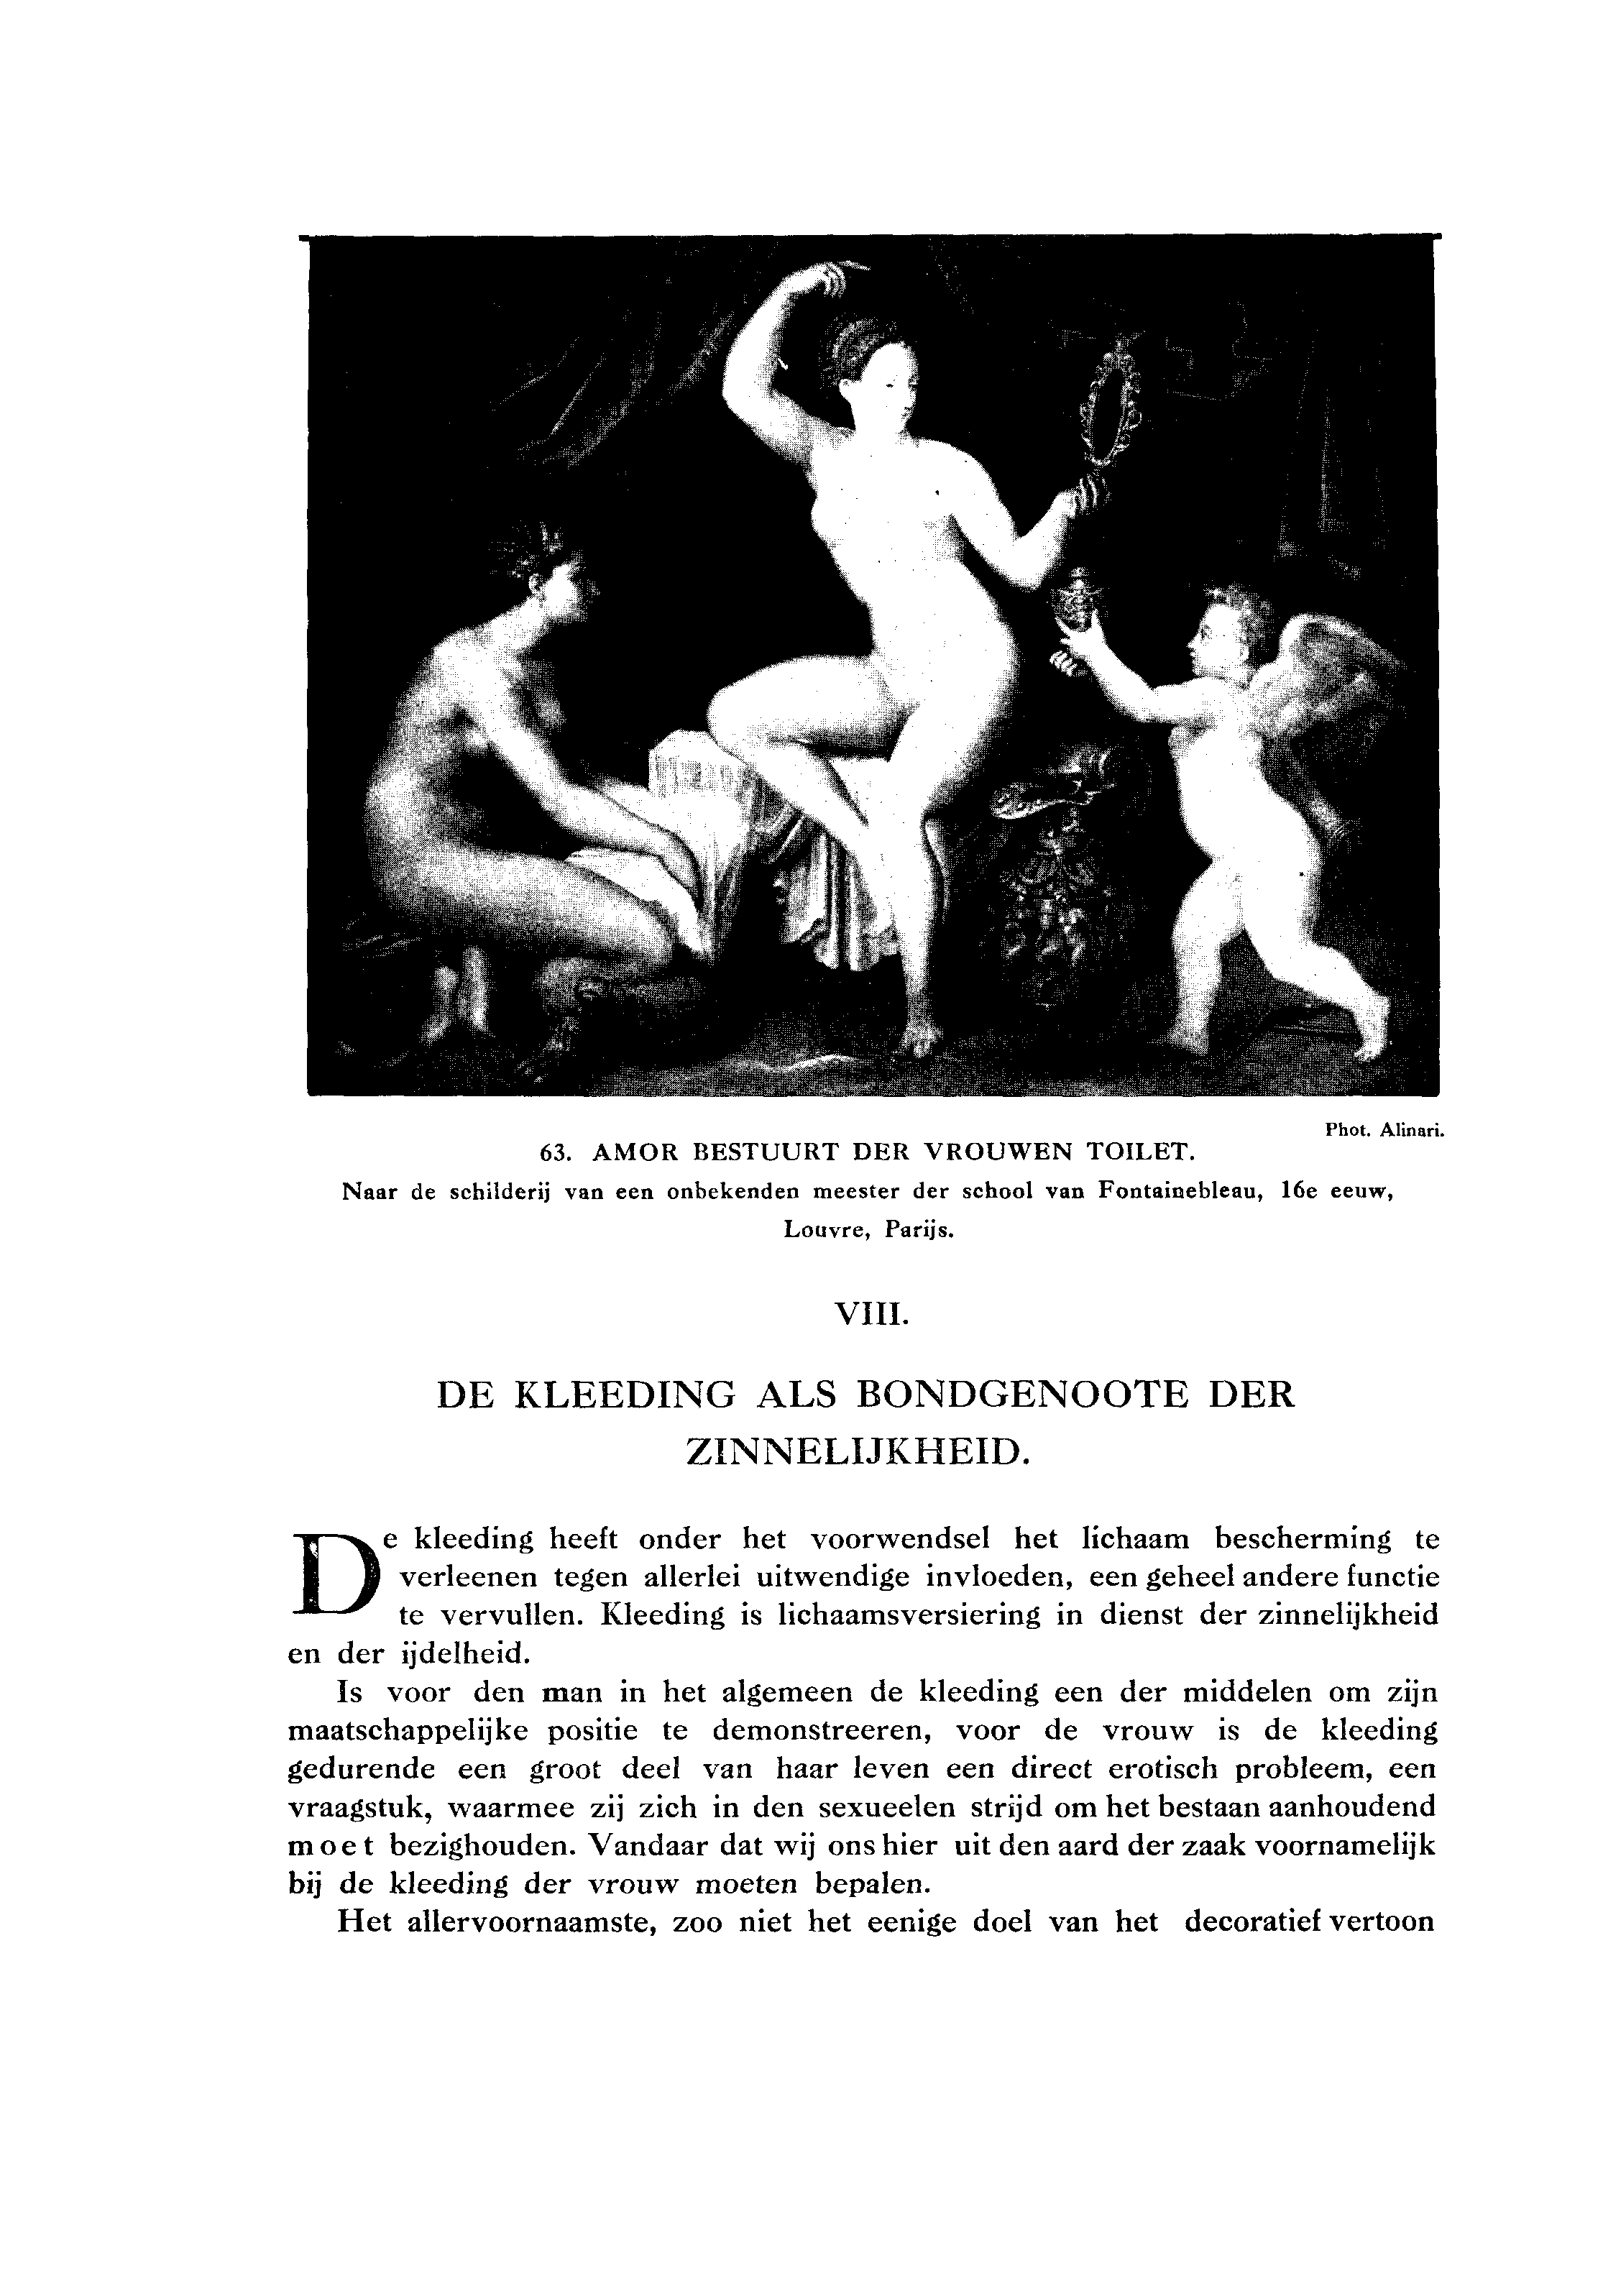 Phot. Alinari.
63. AMOR BESTUURT DER VROUWEN TOILET.
Naar de schilderij van een onbekenden meester der school van Fontainebleau, 16e eeuw,
Louvre, Parijs.
VIII.
DE KLEEDING ALS BONDGENOOTE DER
ZINNELIJKHEID.
De kleeding heeft onder het voorwendsel het lichaam bescherming te
verleenen tegen allerlei uitwendige invloeden, een geheel andere functie
te vervullen. Kleeding is lichaamsversiering in dienst der zinnelijkheid
en der ijdelheid.
Is voor den man in het algemeen de kleeding een der middelen om zijn
maatschappelijke positie te demonstreeren, voor de vrouw is de kleeding
gedurende een groot deel van haar leven een direct erotisch probleem, een
vraagstuk, waarmee zij zich in den sexueelen strijd om het bestaan aanhoudend
moet bezighouden. Vandaar dat wij ons hier uit den aard der zaak voornamelijk
bij de kleeding der vrouw moeten bepalen.
Het allervoornaamste, zoo niet het eenige doel van het decoratief vertoon